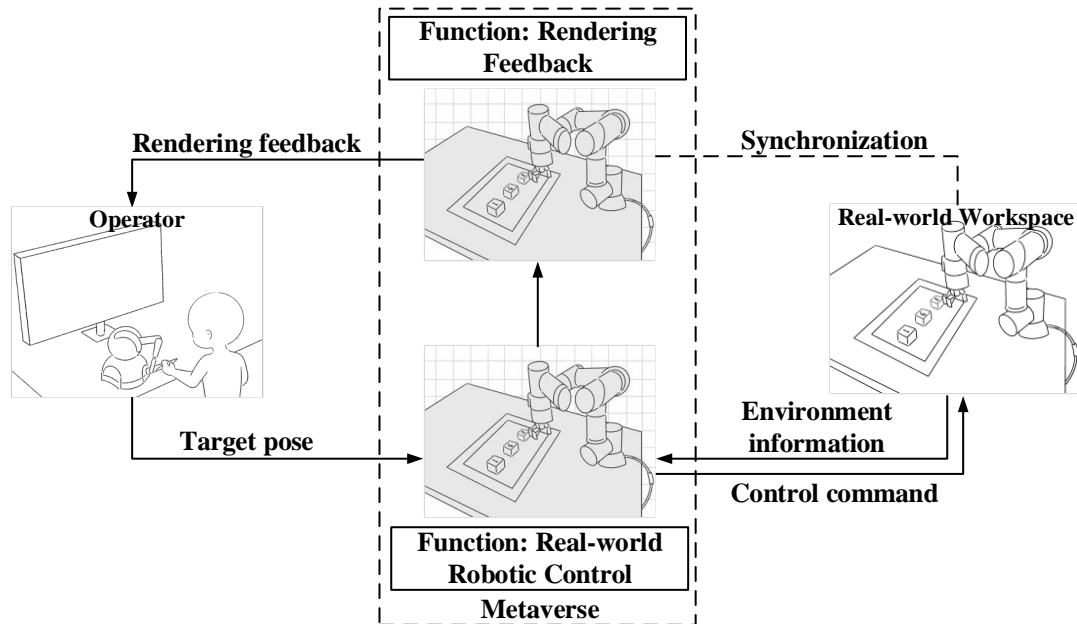 Function: Rendering
Feedback
Rendering feedback
Synchronization
Operator
Real-world Workspace
Target pose
Environment
information
Control command
Function: Real-world
Robotic Control
Metaverse